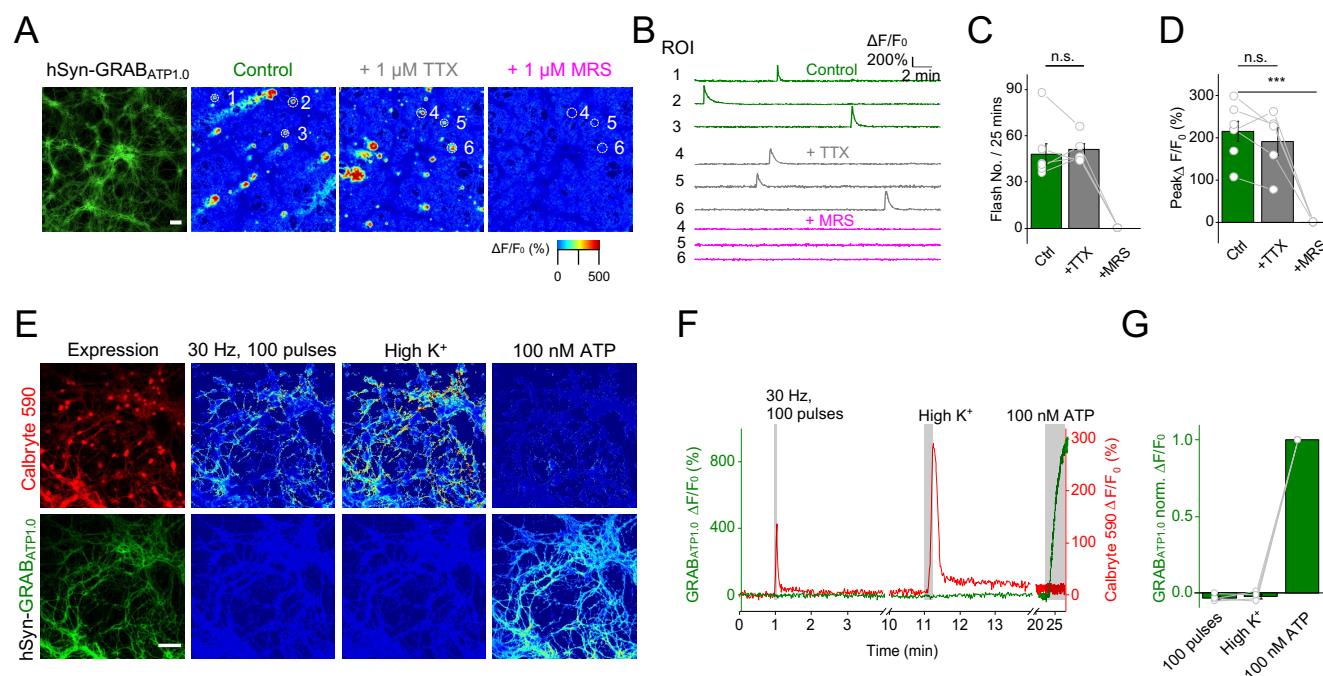 A
hSyn-GRABATP1.0
Control
+ 1 µM TTX
+ 1 µM MRS
1
2
3
4
5
6
4
5
6
ΔF/F0 (%)
0
500
B
ROI
ΔF/F0
200%
2 min
Control
1
2
3
4
+ TTX
5
6
+ MRS
4
5
6
C
n.s.
Flash No. / 25 mins
90
60
30
0
Ctrl
+TTX
+MRS
D
n.s.
***
PeakΔ F/F0 (%)
300
200
100
0
Ctrl
+TTX
+MRS
E
Expression
30 Hz, 100 pulses
High K+
100 nM ATP
Calbryte 590
hSyn-GRABATP1.0
F
30 Hz,
100 pulses
High K+
100 nM ATP
GRABATP1.0 ΔF/F0 (%)
800
400
0
Calbryte 590 Δ F/F0 (%)
300
200
100
0
0
1
2
3
10
11
12
13
20
25
Time (min)
G
GRABATP1.0 norm. ΔF/F0
1.0
0.5
0.0
100 pulses
High K+
100 nM ATP